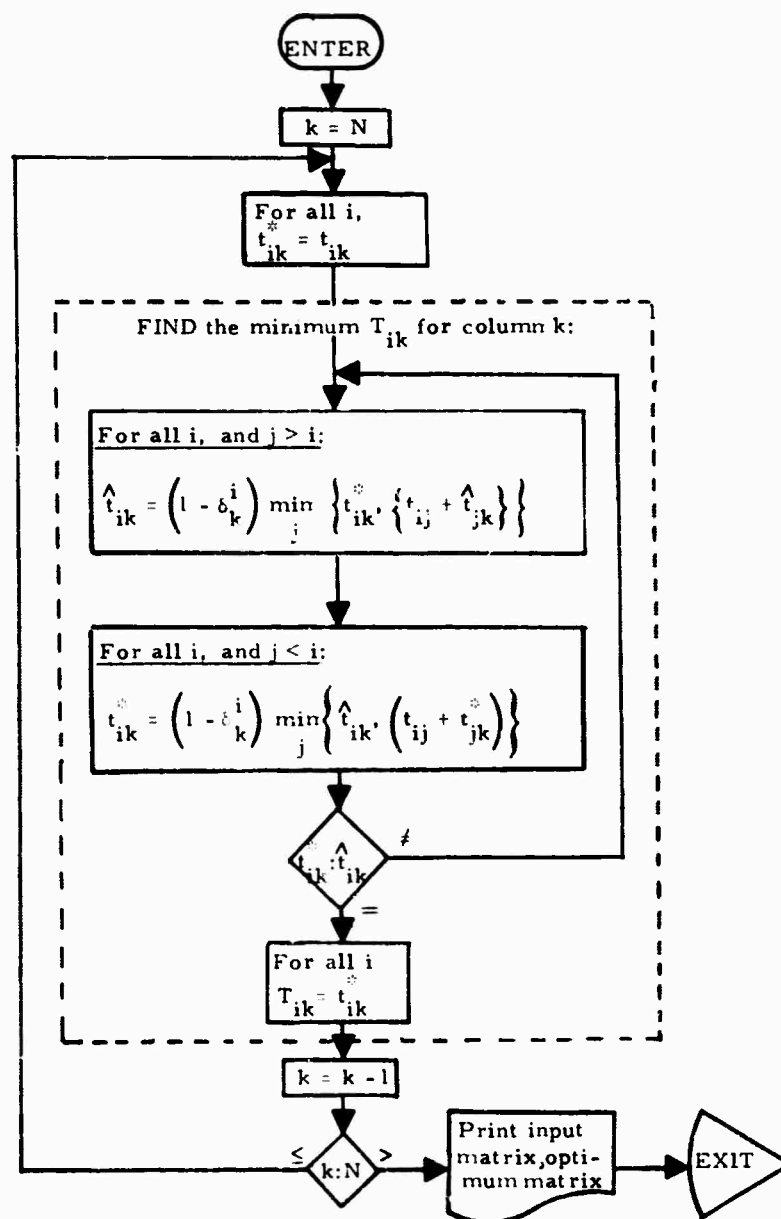 ENTER
k = N
For all i,
t*ik = tik
FIND the minimum Tik for column k:
For all i, and j > i:
t̂ik = (1 - δik) minj {t*ik, {tij + t̂jk}}
For all i, and j < i:
t*ik = (1 - δik) minj {t̂ik, (tij + t*jk)}
≠
t*ik : t̂ik
=
For all i
Tik = t*ik
k = k - 1
≤
k:N
>
Print input
matrix,opti-
mum matrix
EXIT